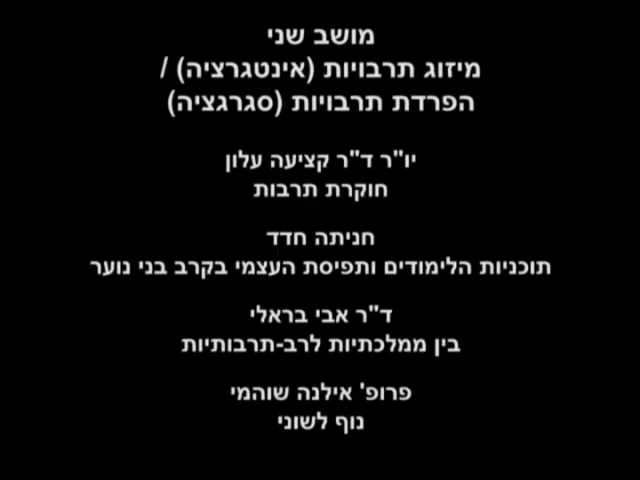 מושב שני
מיזוג תרבויות (אינטגרציה) /
הפרדת תרבויות (סגרגציה)
יו"ר ד"ר קציעה עלון
חוקרת תרבות
חניתה חדד
תוכניות הלימודים ותפיסת העצמי בקרב בני נוער
ד"ר אבי בראלי
בין ממלכתיות לרב-תרבותיות
פרופ' אילנה שוהמי
נוף לשוני